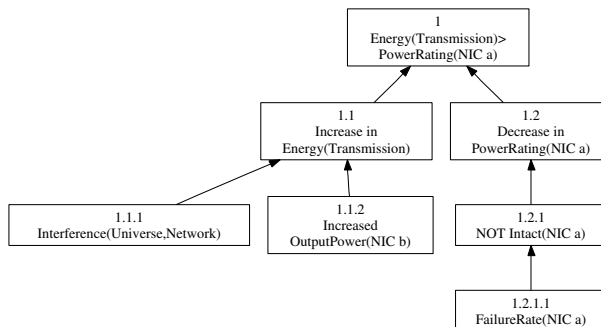 1
Energy(Transmission)>
PowerRating(NIC a)
1.1
Increase in
Energy(Transmission)
1.2
Decrease in
PowerRating(NIC a)
1.1.1
Interference(Universe,Network)
1.1.2
Increased
OutputPower(NIC b)
1.2.1
NOT Intact(NIC a)
1.2.1.1
FailureRate(NIC a)